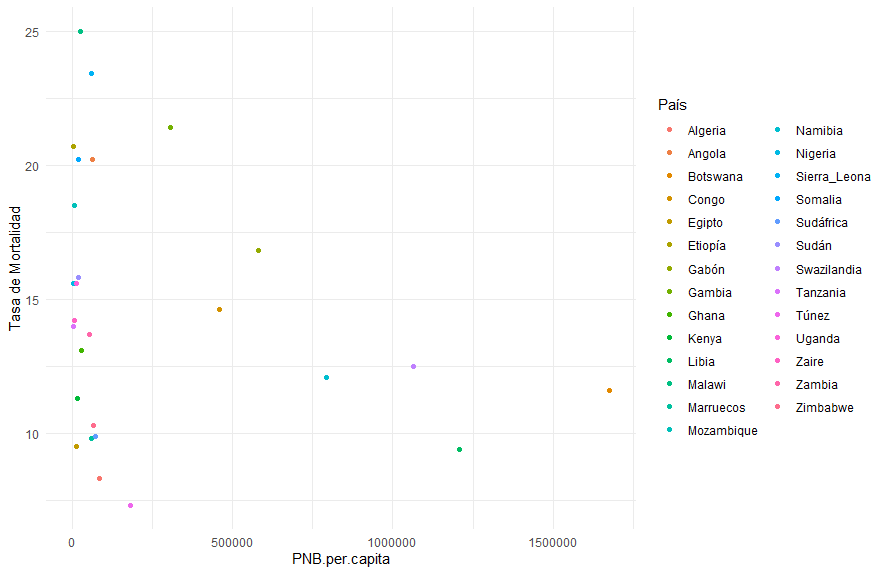 25
20
15
10
Tasa de Mortalidad
0
500000
1000000
1500000
PNB.per.capita
País
Algeria
Angola
Botswana
Congo
Egipto
Etiopía
Gabón
Gambia
Ghana
Kenya
Libia
Malawi
Marruecos
Mozambique
Namibia
Nigeria
Sierra_Leona
Somalia
Sudáfrica
Sudán
Swazilandia
Tanzania
Túnez
Uganda
Zaire
Zambia
Zimbabwe